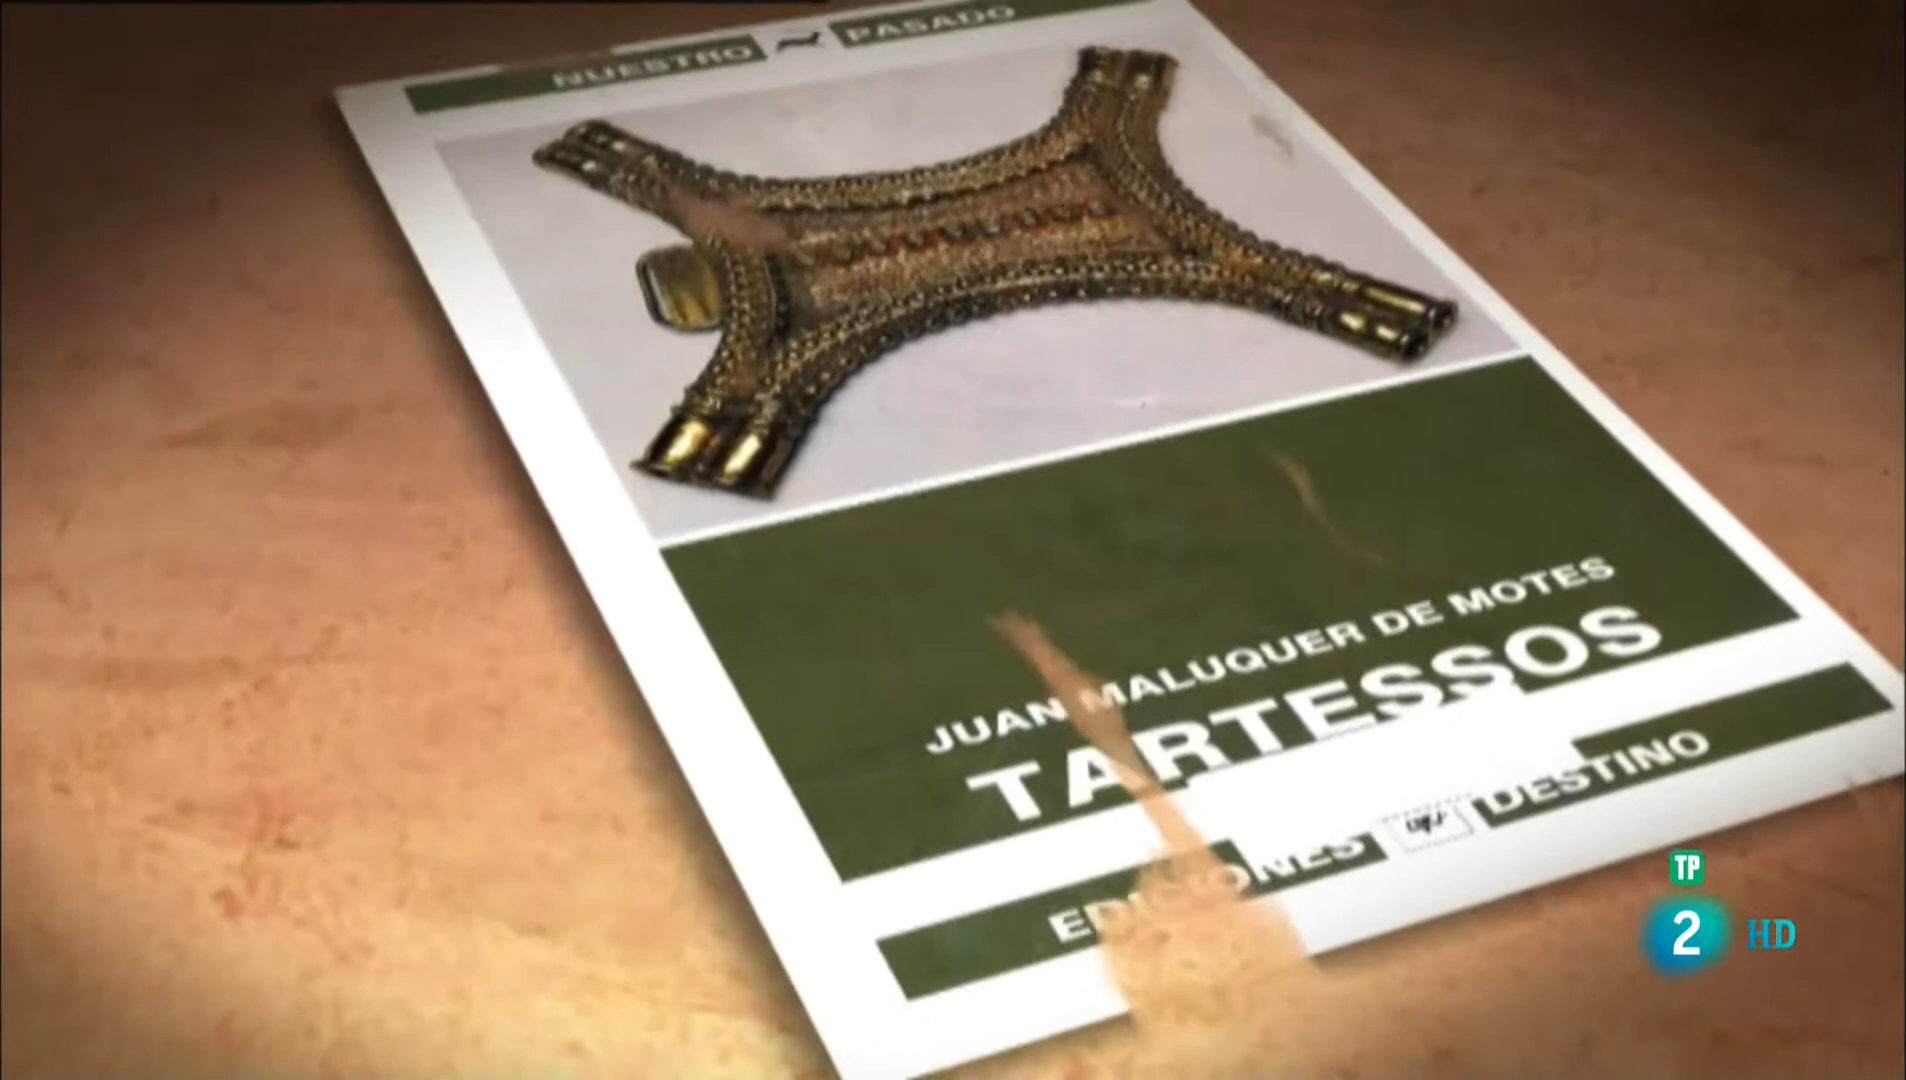 NUESTRO PASADO
JUAN MALUQUER DE MOTES
TARTESSOS
EDICIONES DESTINO
TP
2 HD